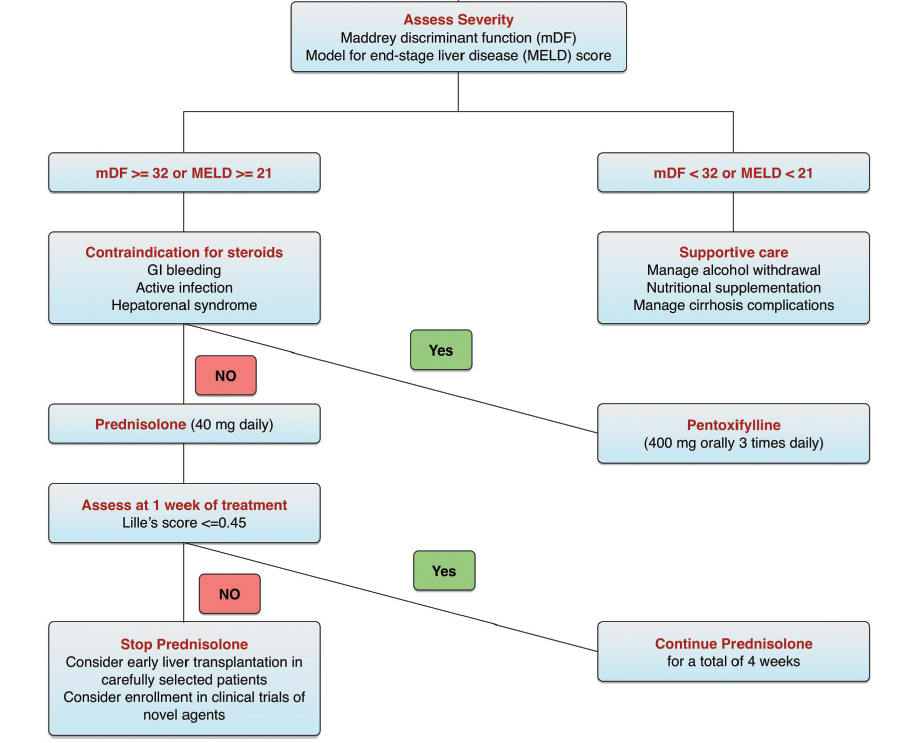 Assess Severity
Maddrey discriminant function (mDF)
Model for end-stage liver disease (MELD) score
mDF >= 32 or MELD >= 21
mDF < 32 or MELD < 21
Contraindication for steroids
GI bleeding
Active infection
Hepatorenal syndrome
Supportive care
Manage alcohol withdrawal
Nutritional supplementation
Manage cirrhosis complications
Yes
NO
Prednisolone (40 mg daily)
Pentoxifylline
(400 mg orally 3 times daily)
Assess at 1 week of treatment
Lille's score <=0.45
Yes
NO
Stop Prednisolone
Consider early liver transplantation in
carefully selected patients
Consider enrollment in clinical trials of
novel agents
Continue Prednisolone
for a total of 4 weeks